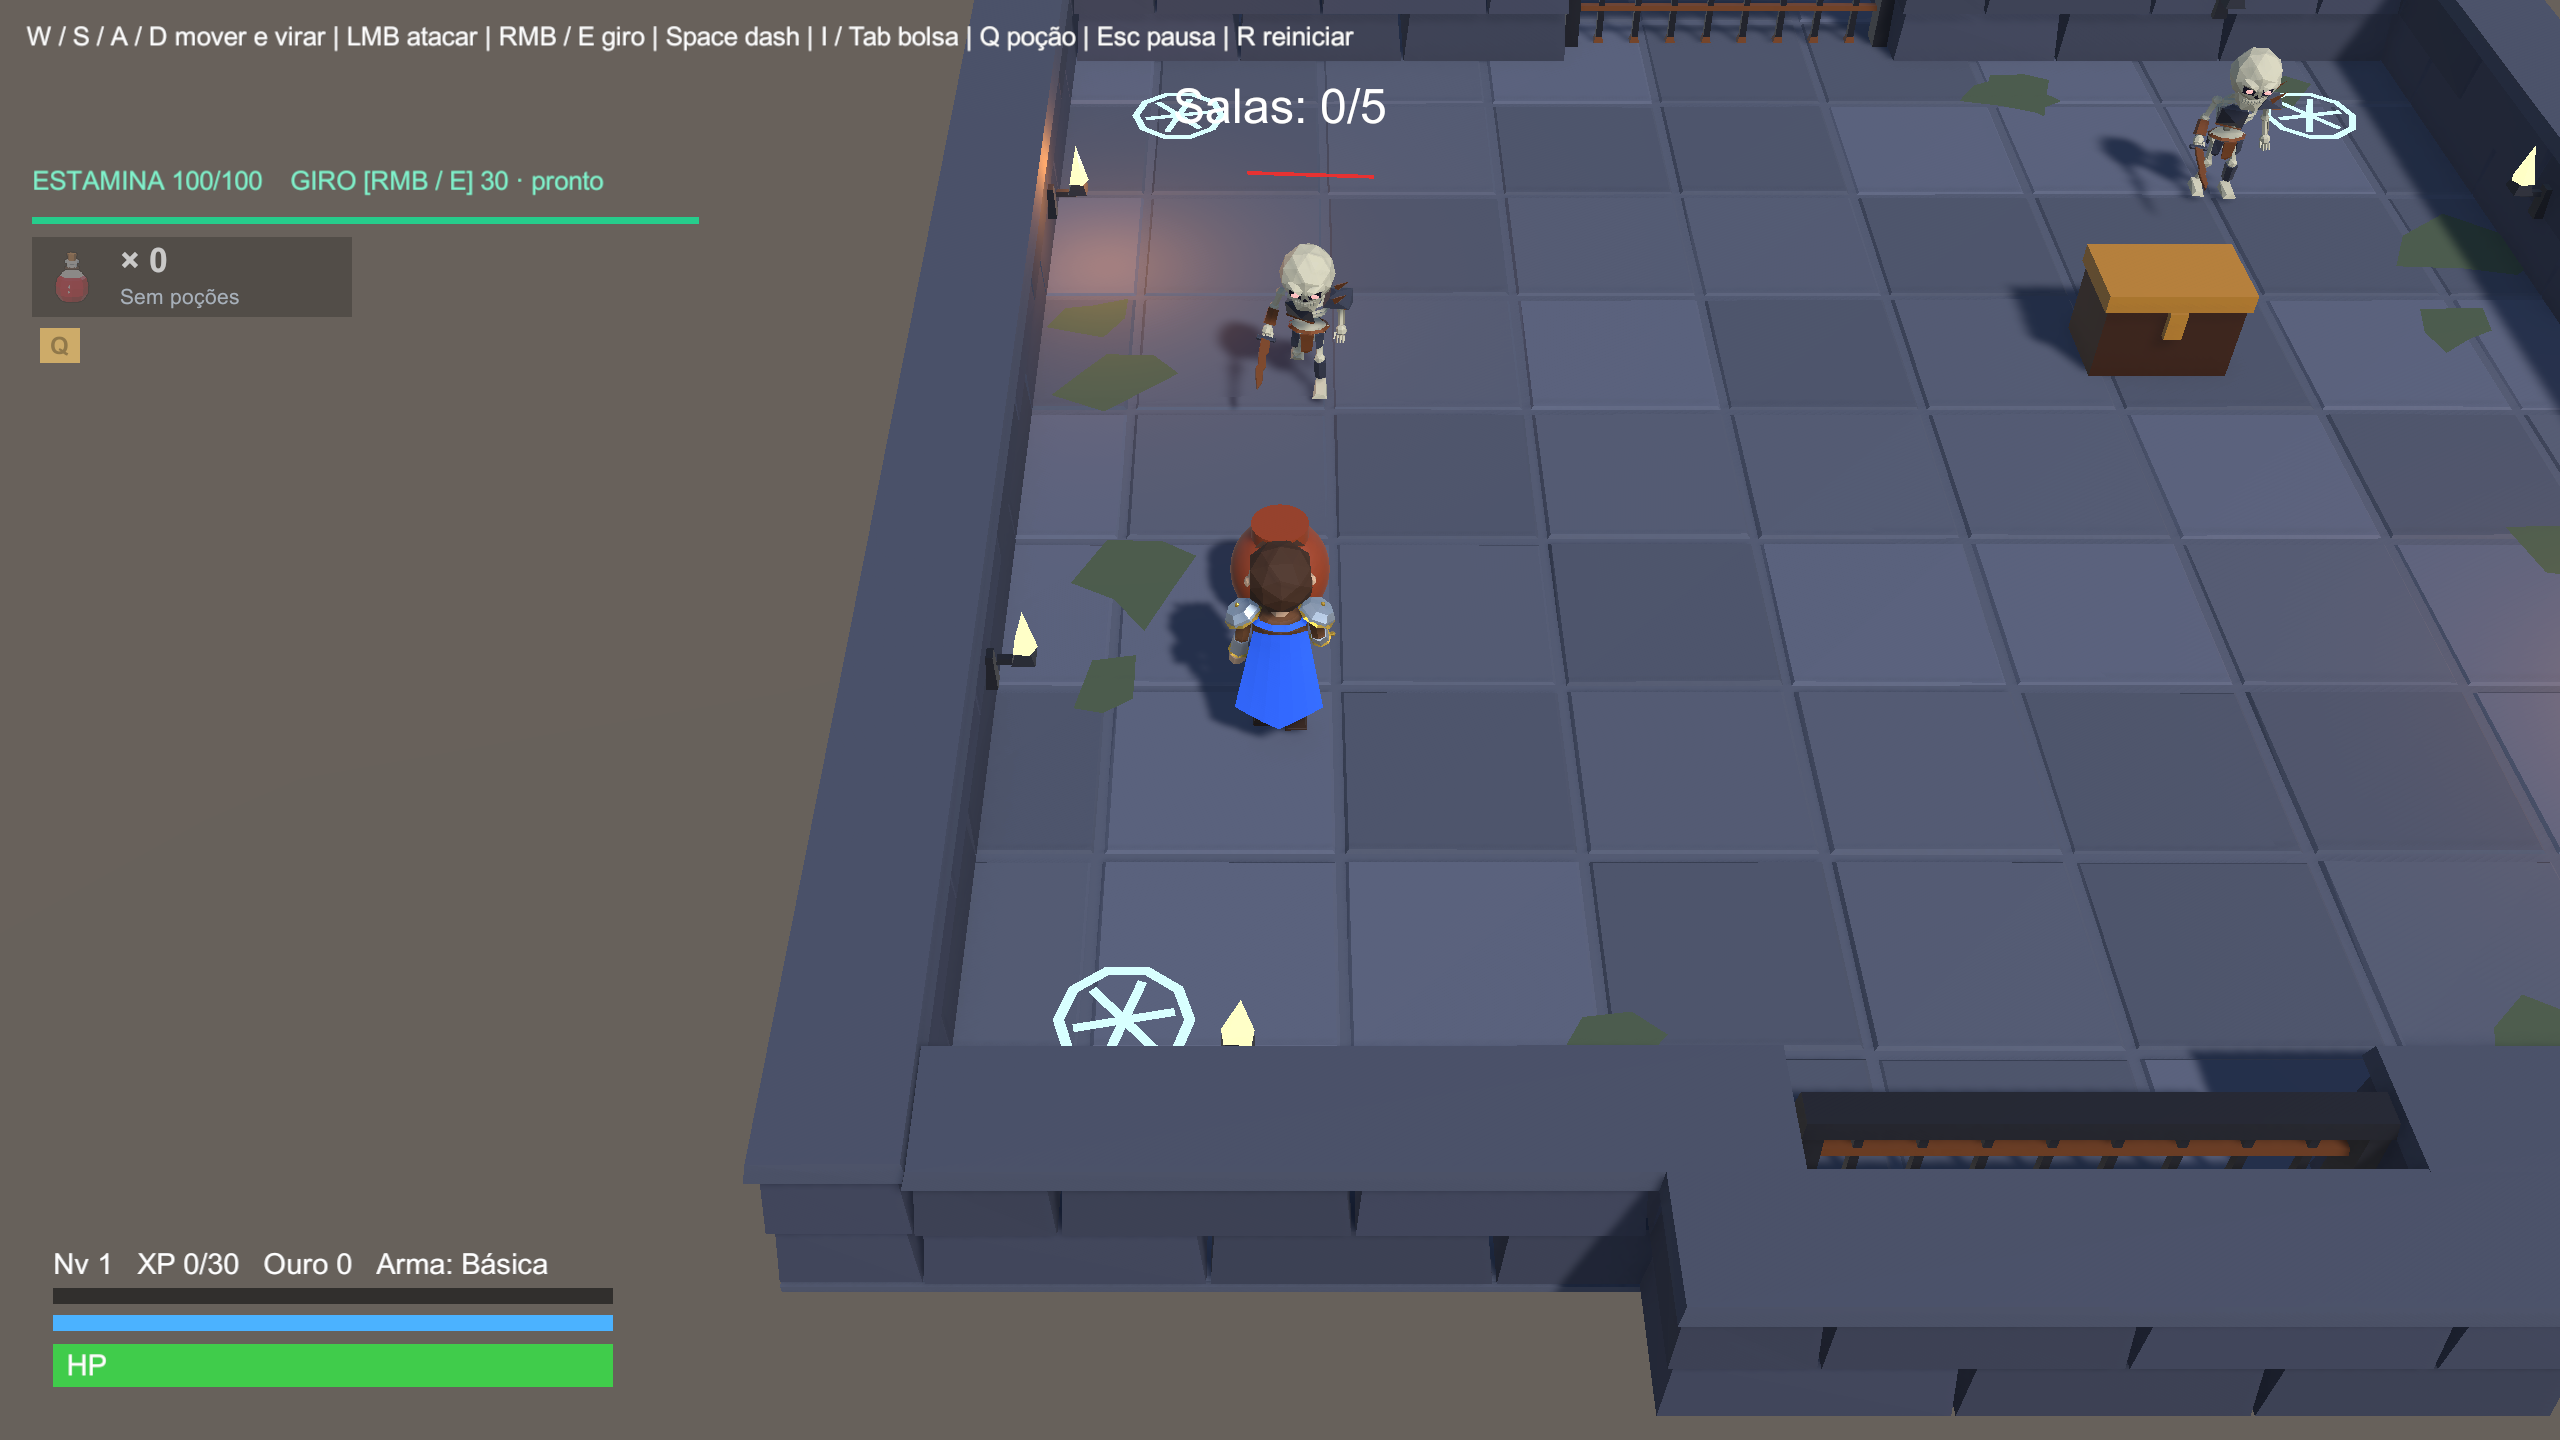 W / S / A / D mover e virar | LMB atacar | RMB / E giro | Space dash | I / Tab bolsa | Q poção | Esc pausa | R reiniciar
Salas: 0/5
ESTAMINA 100/100 GIRO [RMB / E] 30 · pronto
× 0
Sem poções
Q
Nv 1 XP 0/30 Ouro 0 Arma: Básica
HP